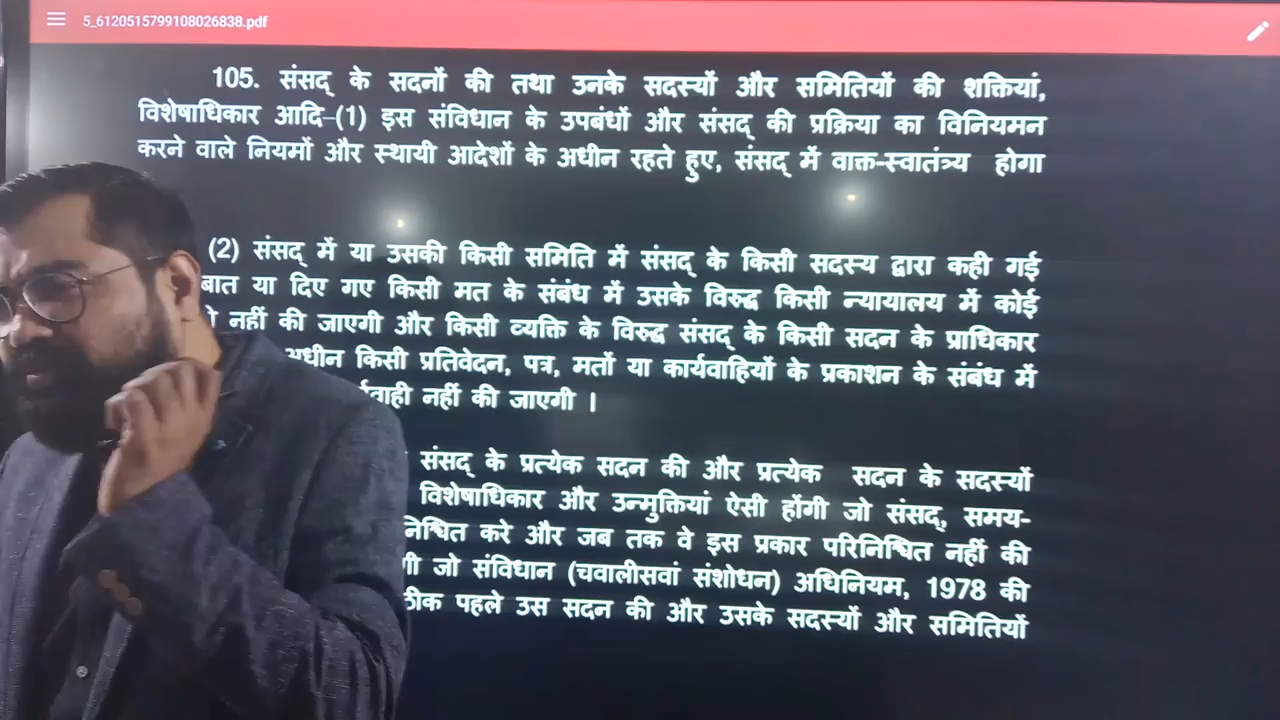 5_6120515799108026838.pdf
105. संसद् के सदनों की तथा उनके सदस्यों और समितियों की शक्तियां,
विशेषाधिकार आदि–(1) इस संविधान के उपबंधों और संसद् की प्रक्रिया का विनियमन
करने वाले नियमों और स्थायी आदेशों के अधीन रहते हुए, संसद् में वाक्-स्वातंत्र्य होगा
(2) संसद् में या उसकी किसी समिति में संसद् के किसी सदस्य द्वारा कही गई
बात या दिए गए किसी मत के संबंध में उसके विरुद्ध किसी न्यायालय में कोई
नहीं की जाएगी और किसी व्यक्ति के विरुद्ध संसद् के किसी सदन के प्राधिकार
अधीन किसी प्रतिवेदन, पत्र, मतों या कार्यवाहियों के प्रकाशन के संबंध में
नहीं की जाएगी ।
संसद् के प्रत्येक सदन की और प्रत्येक सदन के सदस्यों
विशेषाधिकार और उन्मुक्तियां ऐसी होंगी जो संसद्, समय-
करे और जब तक वे इस प्रकार परिनिश्चित नहीं की
जो संविधान (चवालीसवां संशोधन) अधिनियम, 1978 की
ठीक पहले उस सदन की और उसके सदस्यों और समितियों